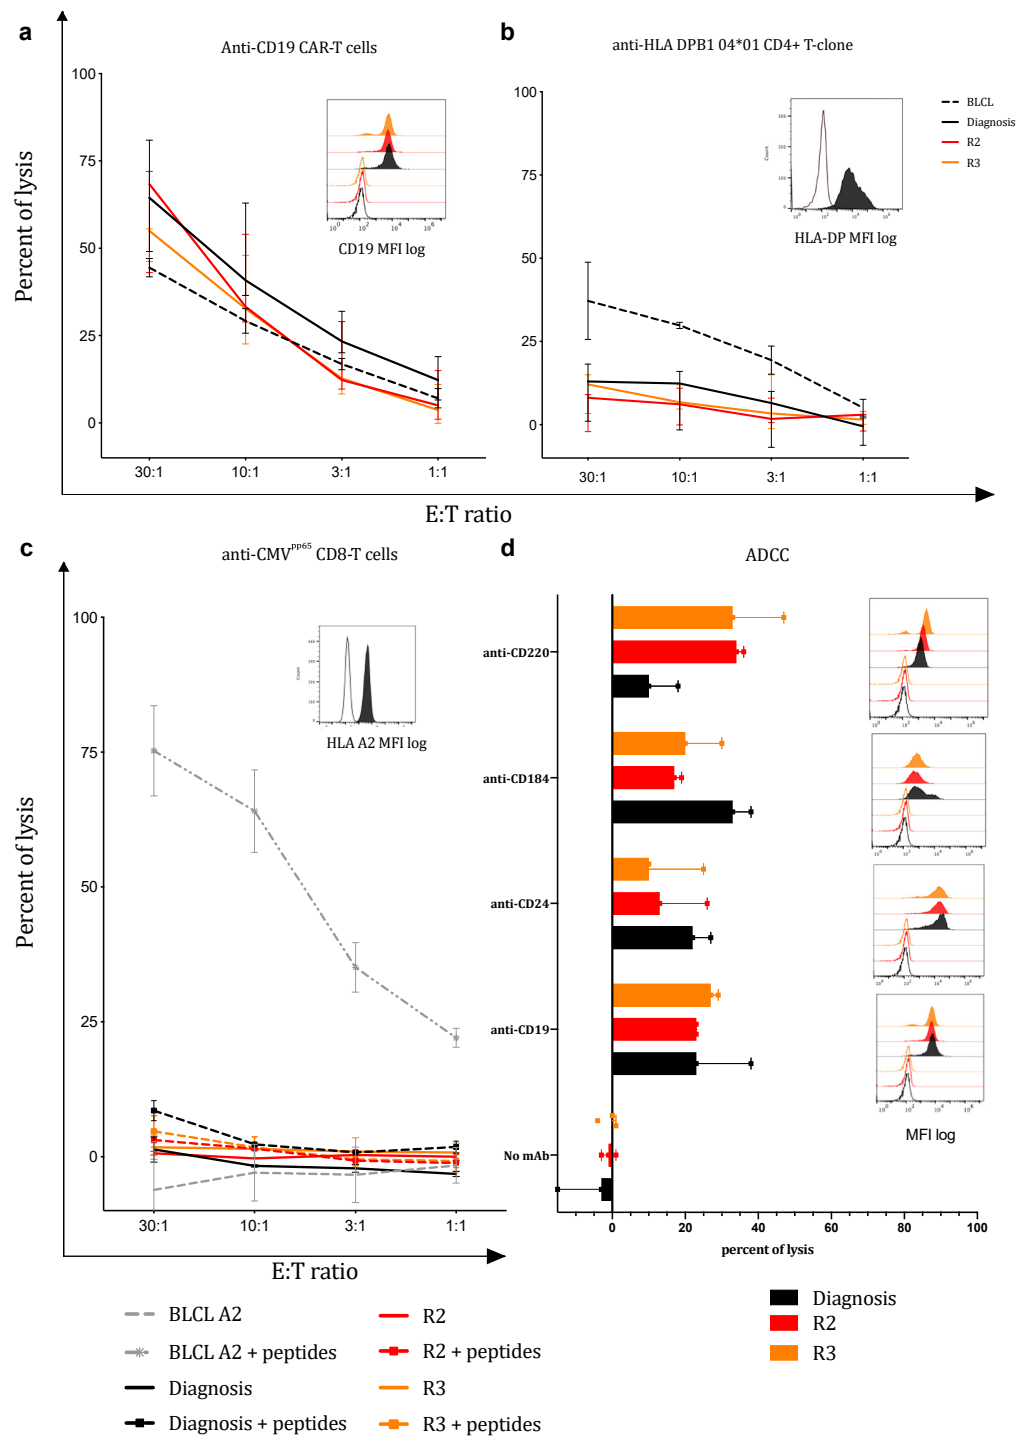 a
Anti-CD19 CAR-T cells
100
75
50
25
0
30:1
10:1
3:1
1:1
CD19 MFI log
b
anti-HLA DPB1 04*01 CD4+ T-clone
100
75
50
25
0
30:1
10:1
3:1
1:1
Count
HLA-DP MFI log
BLCL
Diagnosis
R2
R3
Percent of lysis
E:T ratio
c
anti-CMVpp65 CD8-T cells
100
75
50
25
0
30:1
10:1
3:1
1:1
Count
HLA A2 MFI log
Percent of lysis
E:T ratio
BLCL A2
BLCL A2 + peptides
Diagnosis
Diagnosis + peptides
R2
R2 + peptides
R3
R3 + peptides
d
ADCC
anti-CD220
anti-CD184
anti-CD24
anti-CD19
No mAb
0
20
40
60
80
100
percent of lysis
MFI log
Diagnosis
R2
R3